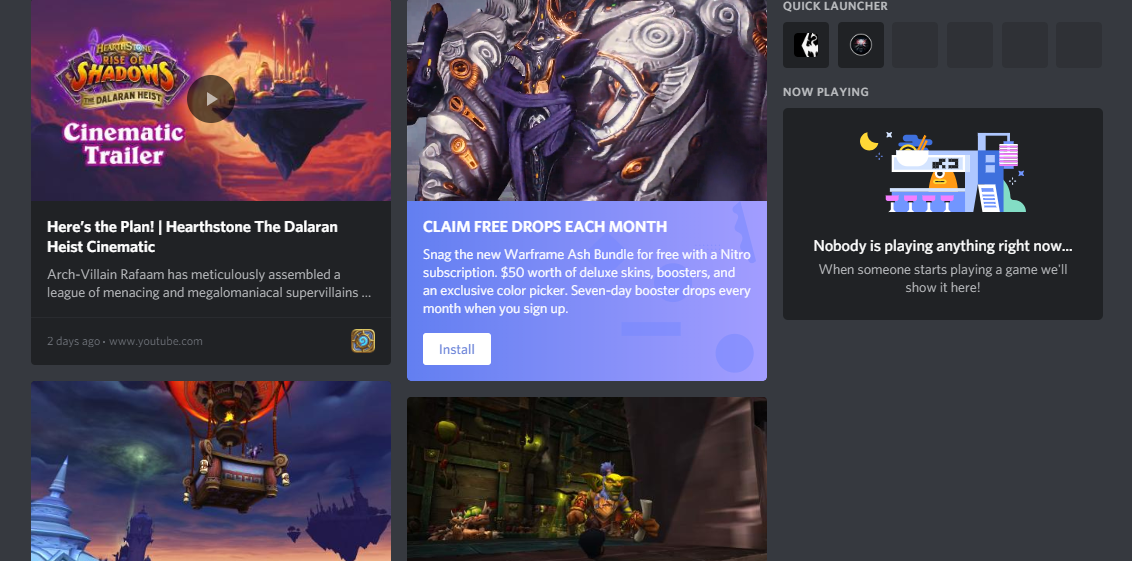 HEARTHSTONE
RISE OF
SHADOWS
THE DALARAN HEIST
Cinematic
Trailer
Here's the Plan! | Hearthstone The Dalaran
Heist Cinematic
Arch-Villain Rafaam has meticulously assembled a
league of menacing and megalomaniacal supervillains ...
2 days ago • www.youtube.com
CLAIM FREE DROPS EACH MONTH
Snag the new Warframe Ash Bundle for free with a Nitro
subscription. $50 worth of deluxe skins, boosters, and
an exclusive color picker. Seven-day booster drops every
month when you sign up.
Install
QUICK LAUNCHER
NOW PLAYING
Nobody is playing anything right now...
When someone starts playing a game we'll
show it here!